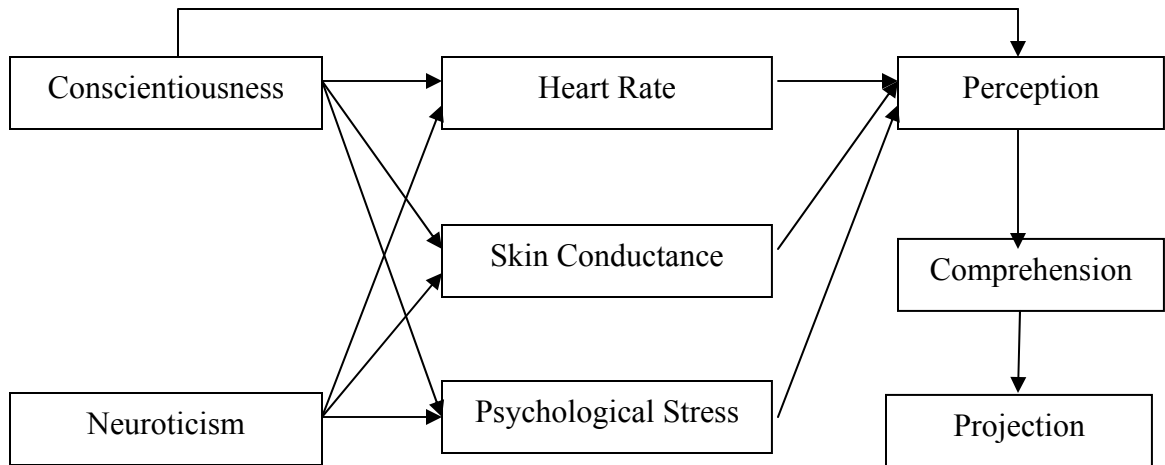 Conscientiousness
Heart Rate
Perception
Skin Conductance
Comprehension
Neuroticism
Psychological Stress
Projection